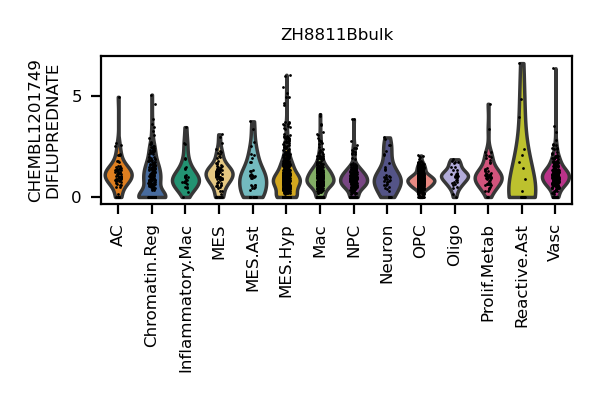 ZH8811Bbulk
CHEMBL1201749
DIFLUPREDNATE
5
0
AC
Chromatin.Reg
Inflammatory.Mac
MES
MES.Ast
MES.Hyp
Mac
NPC
Neuron
OPC
Oligo
Prolif.Metab
Reactive.Ast
Vasc